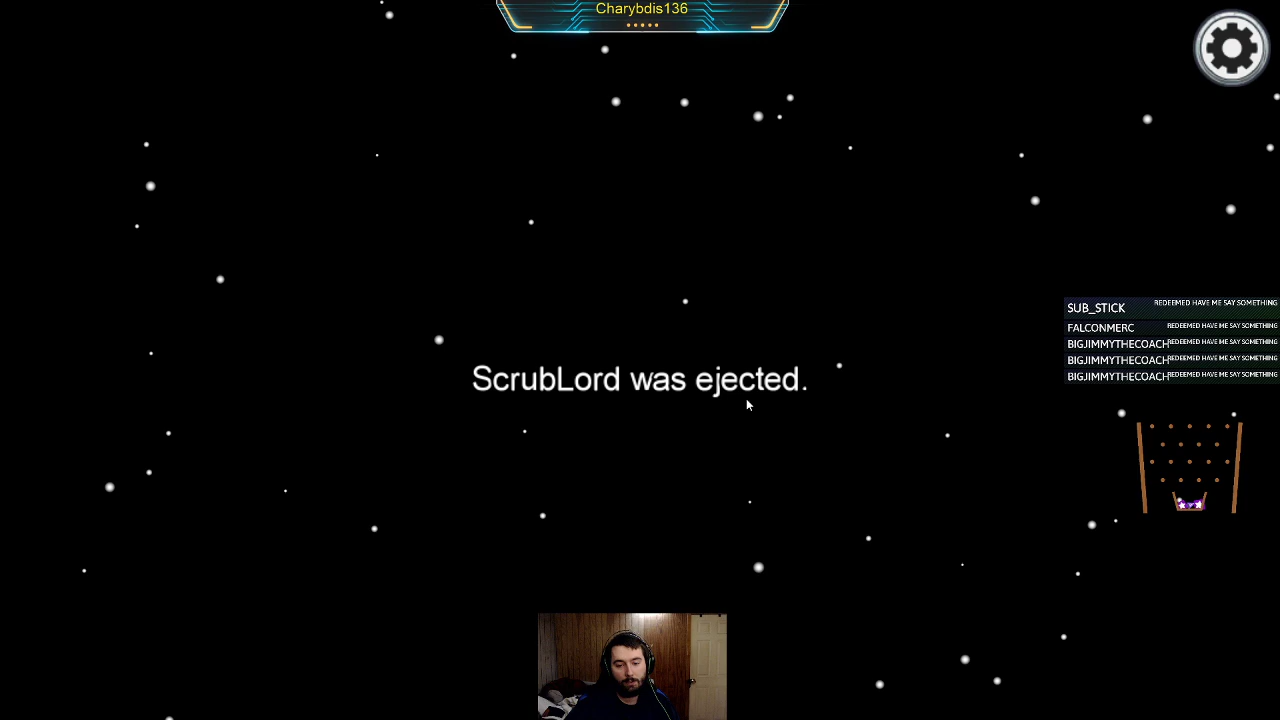 Charybdis136
ScrubLord was ejected.
SUB_STICK REDEEMED HAVE ME SAY SOMETHING
FALCONMERC REDEEMED HAVE ME SAY SOMETHING
BIGJIMMYTHECOACH REDEEMED HAVE ME SAY SOMETHING
BIGJIMMYTHECOACH REDEEMED HAVE ME SAY SOMETHING
BIGJIMMYTHECOACH REDEEMED HAVE ME SAY SOMETHING